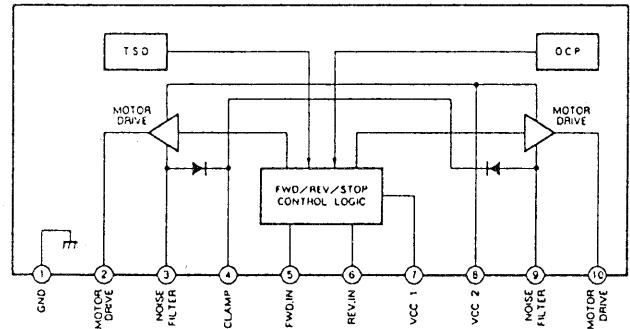 TSD
OCP
MOTOR
DRIVE
MOTOR
DRIVE
FWD/REV/STOP
CONTROL LOGIC
1
2
3
4
5
6
7
8
9
10
GND
MOTOR
DRIVE
NOISE
FILTER
CLAMP
FWD.IN
REV.IN
VCC 1
VCC 2
NOISE
FILTER
MOTOR
DRIVE